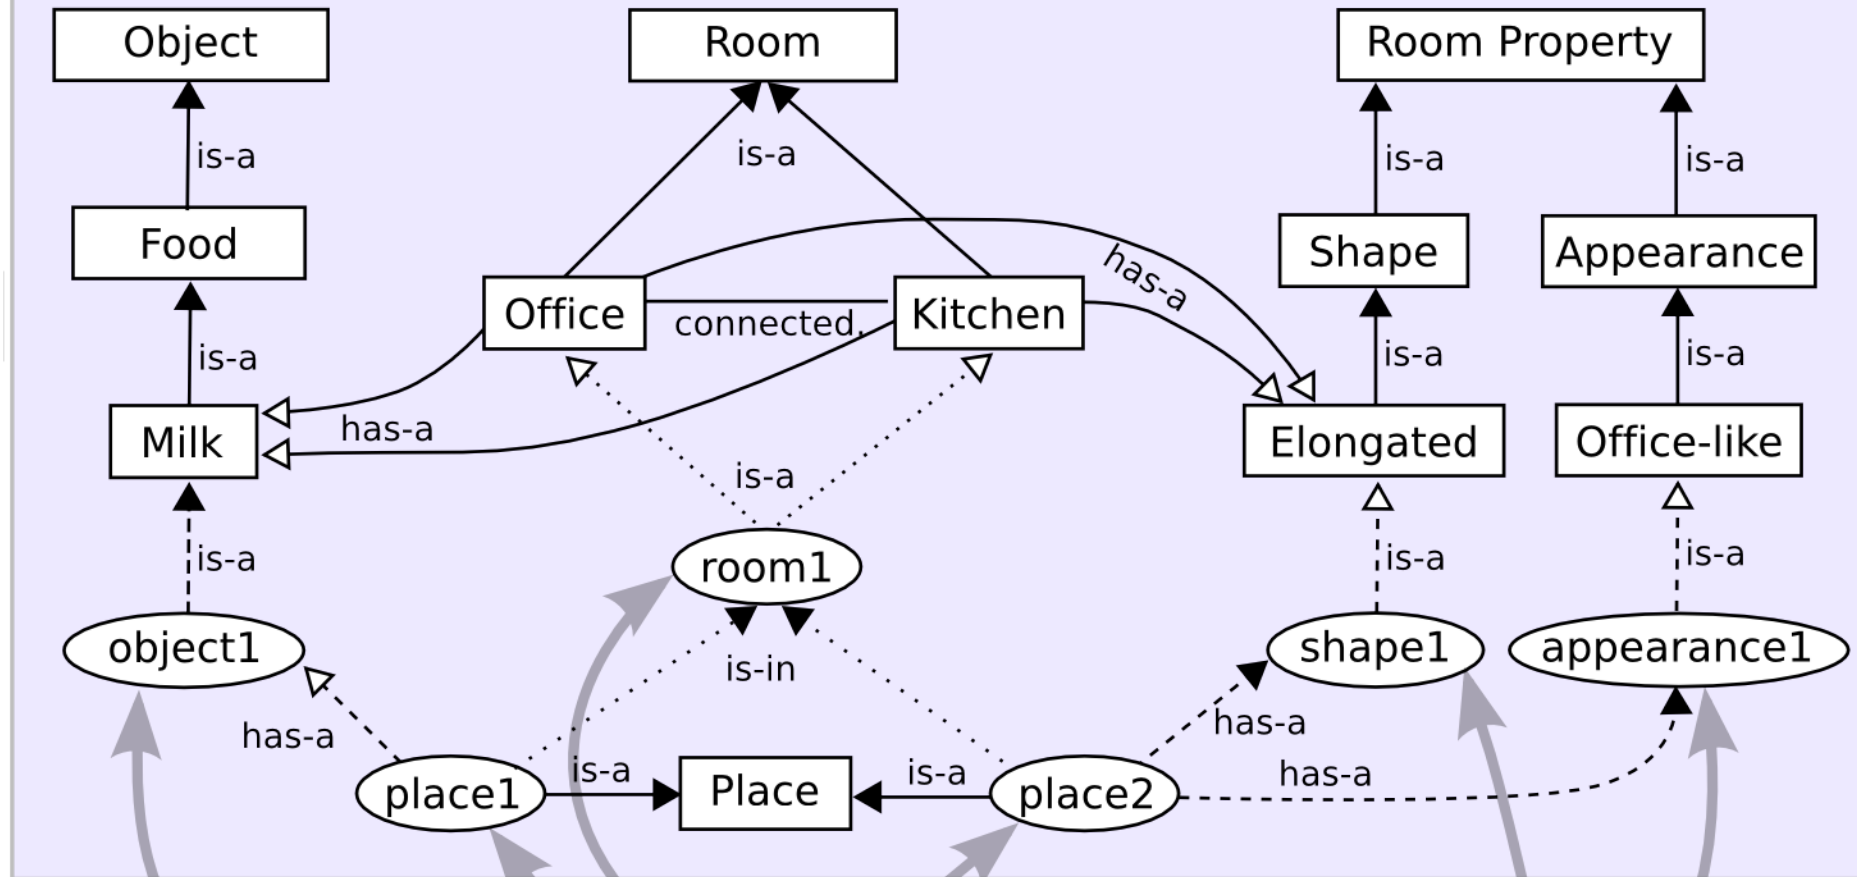 Object
Room
Room Property
is-a
is-a
is-a
is-a
Food
Shape
Appearance
has-a
Office
Kitchen
connected.
is-a
is-a
is-a
Milk
has-a
Elongated
Office-like
is-a
is-a
is-a
is-a
room1
object1
shape1
appearance1
is-in
has-a
has-a
is-a
is-a
has-a
place1
Place
place2